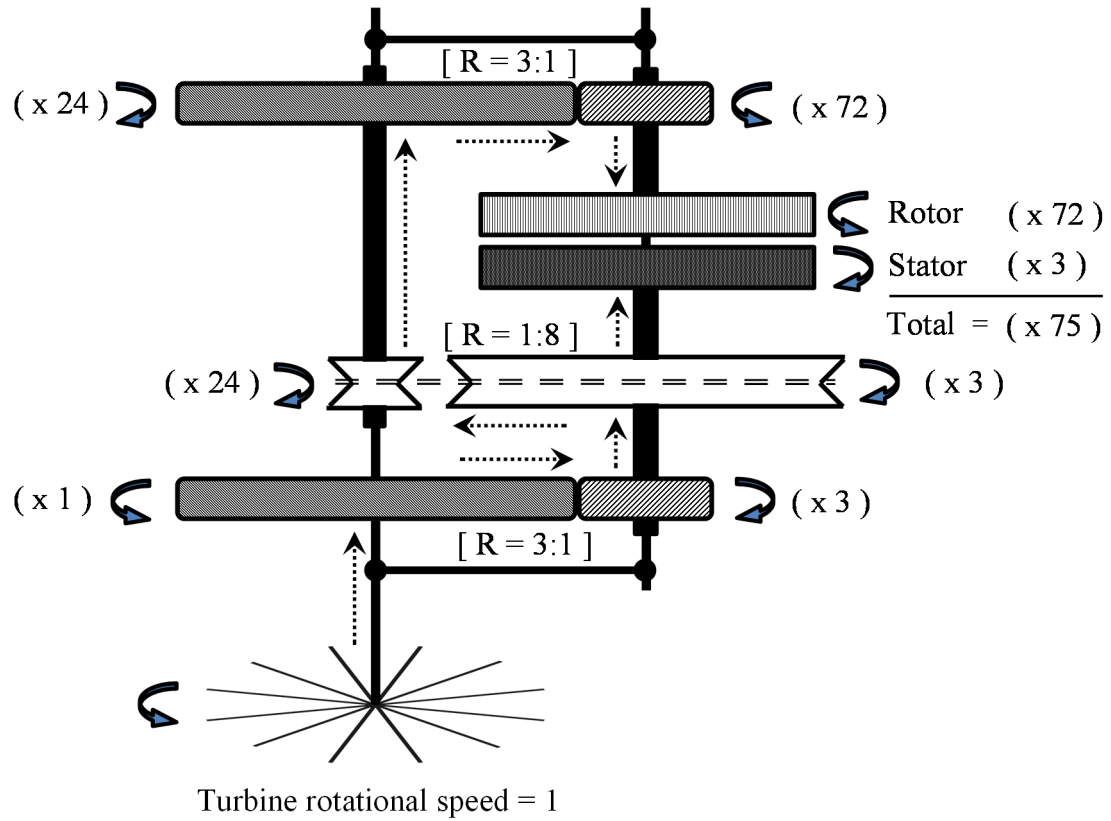 [ R = 3:1 ]
( x 24 )
( x 72 )
Rotor ( x 72 )
Stator ( x 3 )
Total = ( x 75 )
[ R = 1:8 ]
( x 24 )
( x 3 )
( x 1 )
( x 3 )
[ R = 3:1 ]
Turbine rotational speed = 1